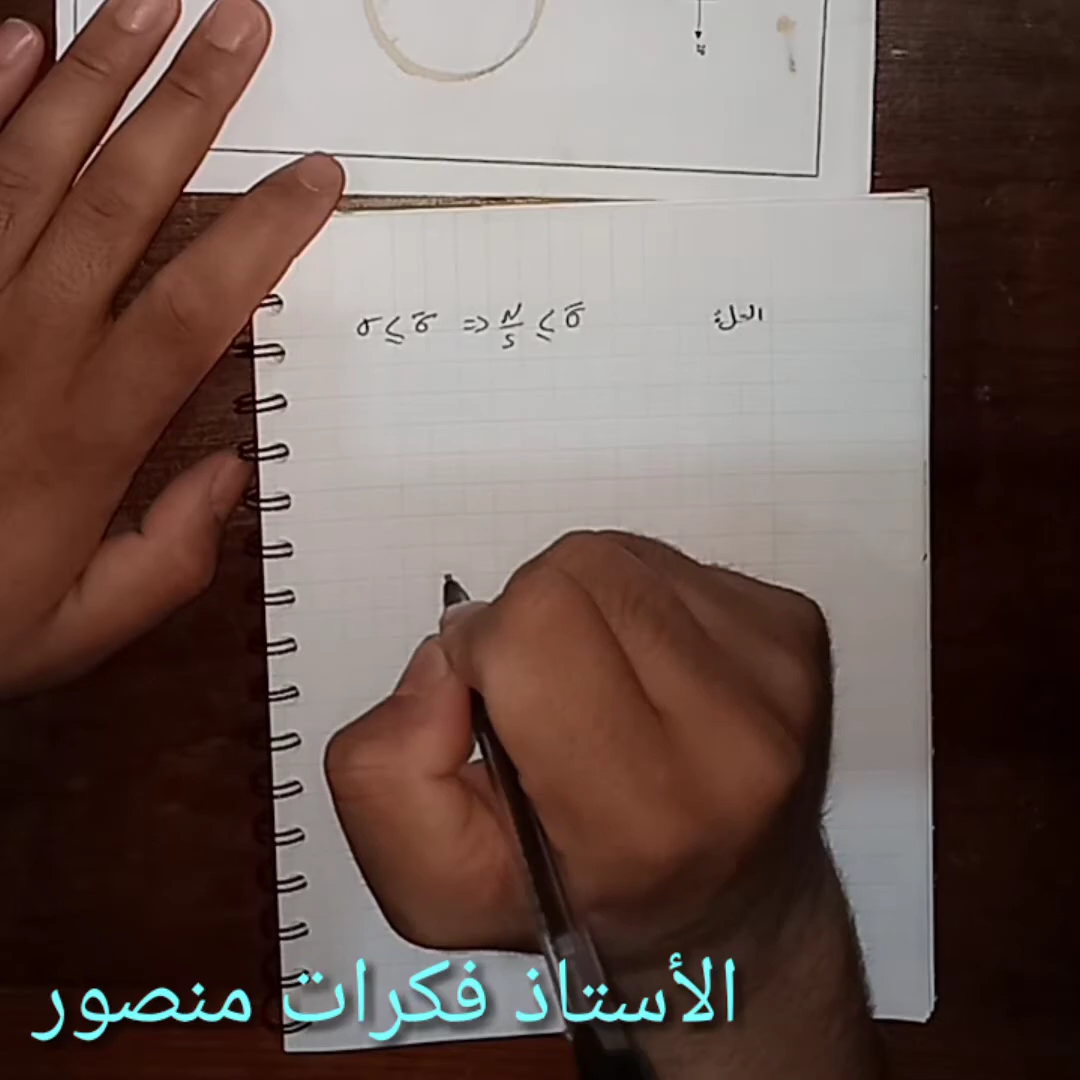 الحل:
σ ≤ σ̄ ⇒ N/S ≤ σ̄
الأستاذ فكرات منصور